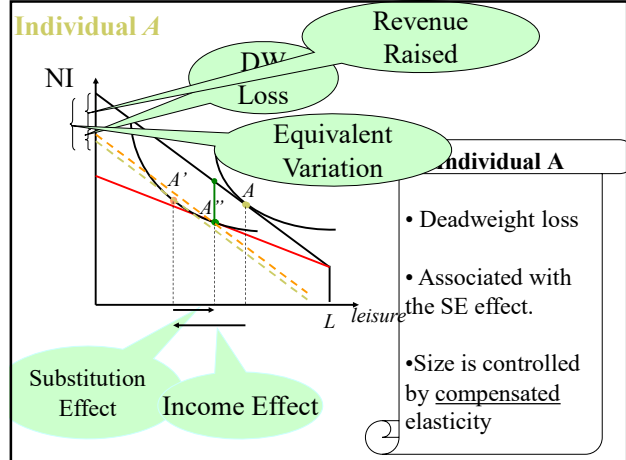 Individual A
Revenue
Raised
DW
Loss
NI
Equivalent
Variation
A'
A
A''
L leisure
Substitution
Effect
Income Effect
Individual A
• Deadweight loss
• Associated with
the SE effect.
•Size is controlled
by compensated
elasticity